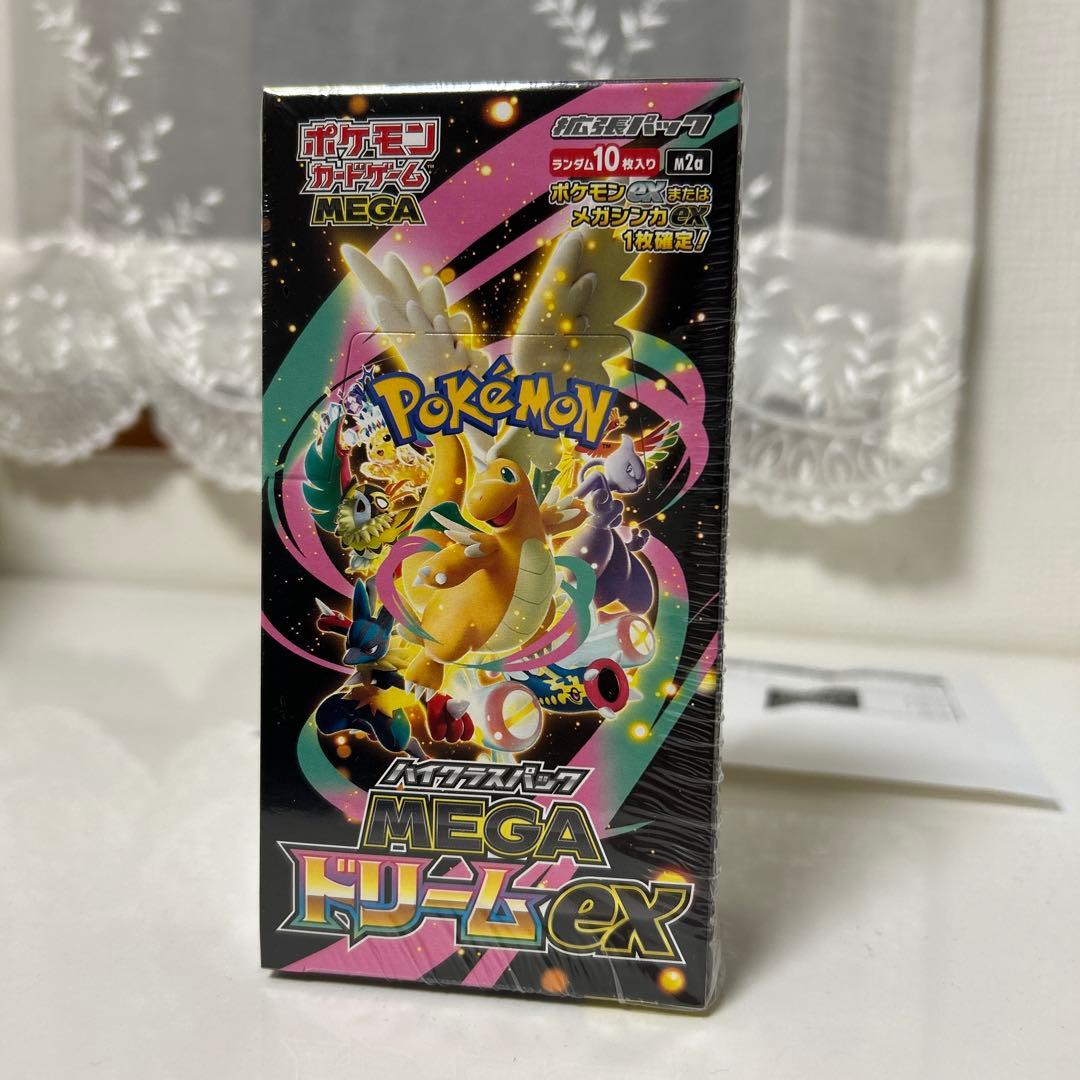 ポケモン
カードゲーム™
MEGA
拡張パック
ランダム10枚入り M2a
ポケモンexまたは
メガシンカex
1枚確定!
POKÉMON
™
ハイクラスパック
MEGA
ドリームex